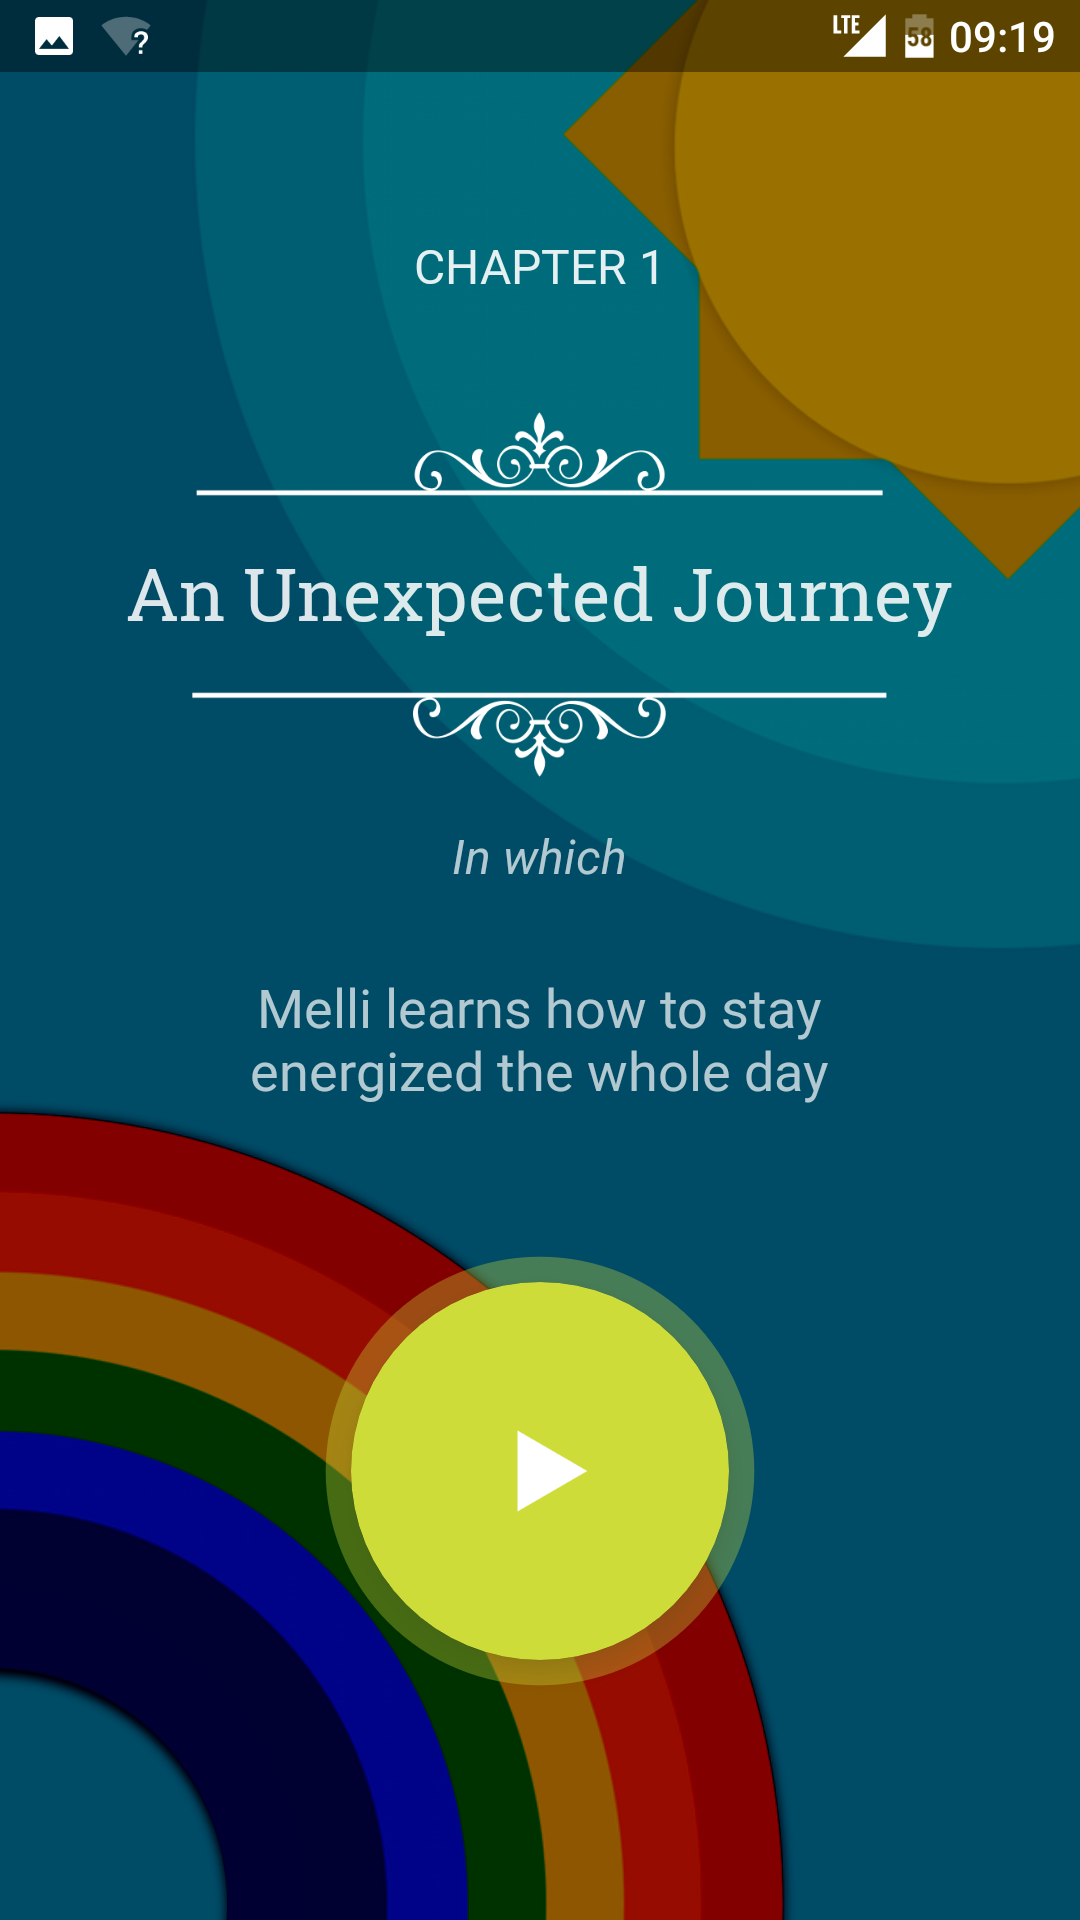 ? LTE 58 09:19
CHAPTER 1
An Unexpected Journey
In which
Melli learns how to stay
energized the whole day